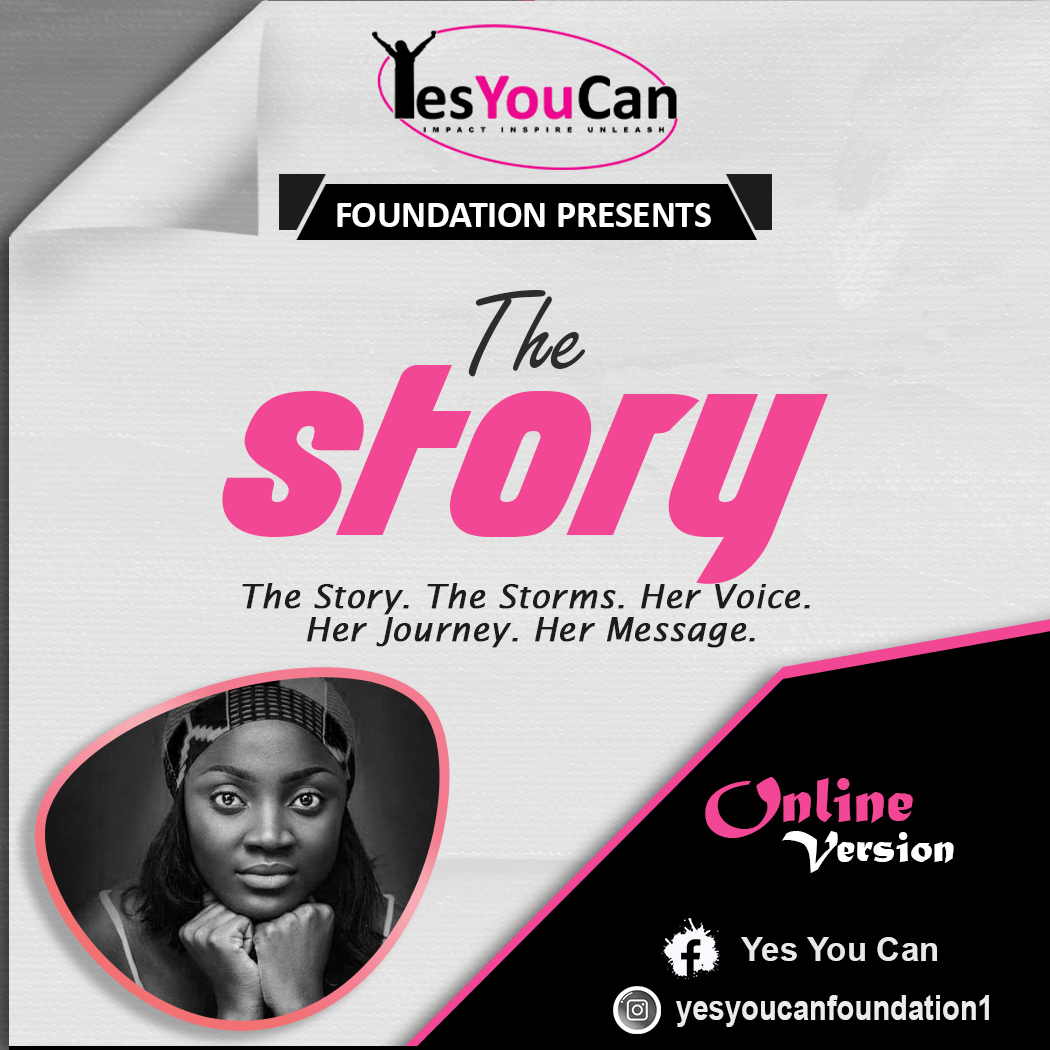 YesYouCan
IMPACT INSPIRE UNLEASH
FOUNDATION PRESENTS
The
story
The Story. The Storms. Her Voice.
Her Journey. Her Message.
Online
Version
Yes You Can
yesyoucanfoundation1